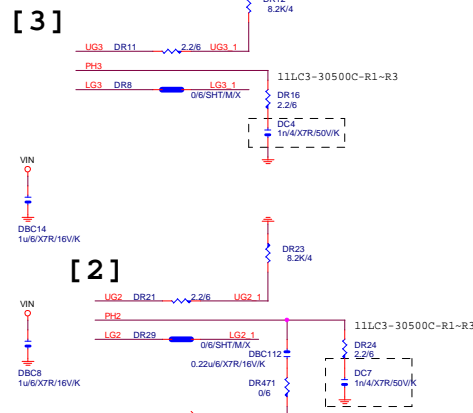 DR12
8.2K/4
[3]
UG3 DR11 2.2/6 UG3_1
PH3
LG3 DR8 LG3_1
0/6/SHT/M/X
11LC3-30500C-R1~R3
DR16
2.2/6
DC4
1n/4/X7R/50V/K
VIN
DBC14
1u/6/X7R/16V/K
DR23
8.2K/4
[2]
UG2 DR21 2.2/6 UG2_1
PH2
LG2 DR29 LG2_1
0/6/SHT/M/X
11LC3-30500C-R1~R3
DR24
2.2/6
DBC112
0.22u/6/X7R/16V/K
DC7
1n/4/X7R/50V/K
DR471
0/6
VIN
DBC8
1u/6/X7R/16V/K